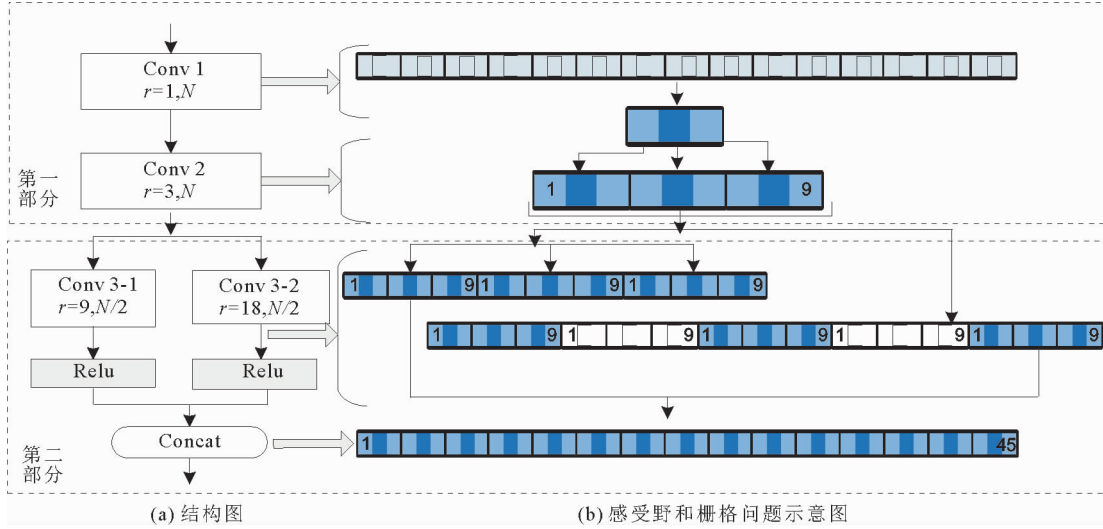 Conv 1
r=1,N
第一
部分
Conv 2
r=3,N
1 9
Conv 3-1
r=9,N/2
Conv 3-2
r=18,N/2
1 9 1 9 1 9
1 9 1 9 1 9 1 9 1 9
Relu
Relu
Concat
1 45
第二
部分
(a) 结构图
(b) 感受野和栅格问题示意图